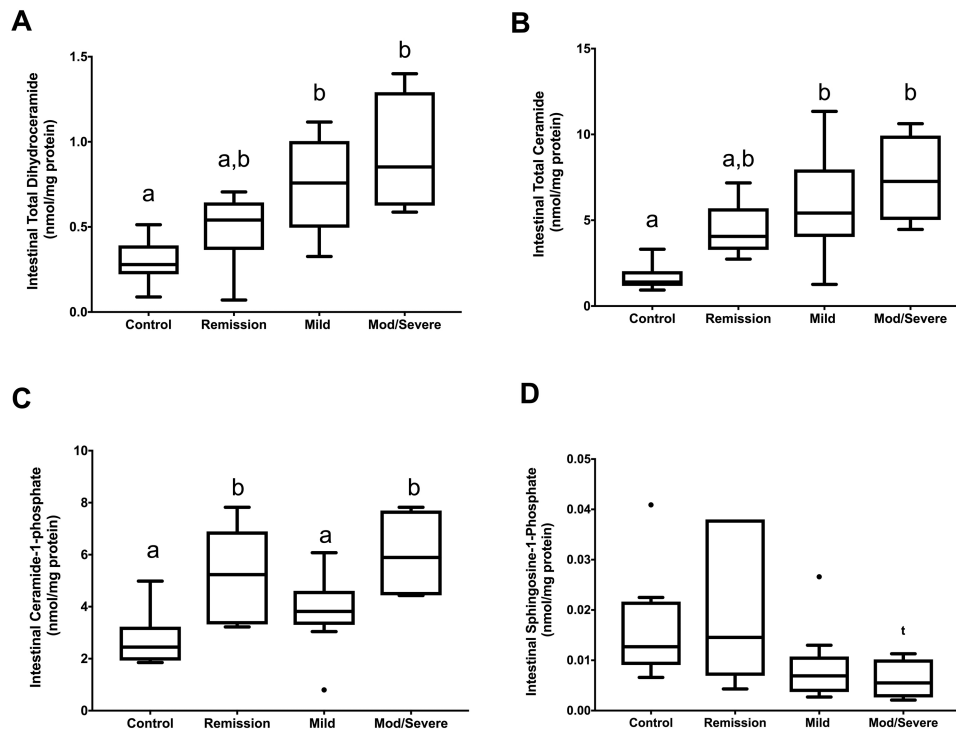 A
Intestinal Total Dihydroceramide
(nmol/mg protein)
1.5
1.0
0.5
0.0
a
a,b
b
b
Control
Remission
Mild
Mod/Severe
B
Intestinal Total Ceramide
(nmol/mg protein)
15
10
5
0
a
a,b
b
b
Control
Remission
Mild
Mod/Severe
C
Intestinal Ceramide-1-phosphate
(nmol/mg protein)
10
8
6
4
2
0
a
b
a
b
Control
Remission
Mild
Mod/Severe
D
Intestinal Sphingosine-1-Phosphate
(nmol/mg protein)
0.05
0.04
0.03
0.02
0.01
0.00
t
Control
Remission
Mild
Mod/Severe